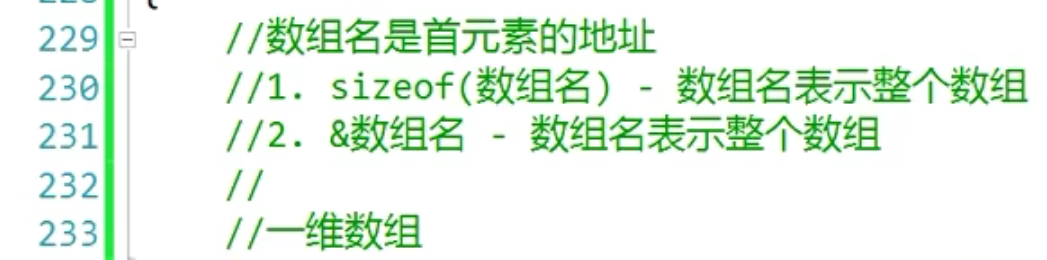 229 //数组名是首元素的地址
230 //1. sizeof(数组名) - 数组名表示整个数组
231 //2. &数组名 - 数组名表示整个数组
232 //
233 //一维数组